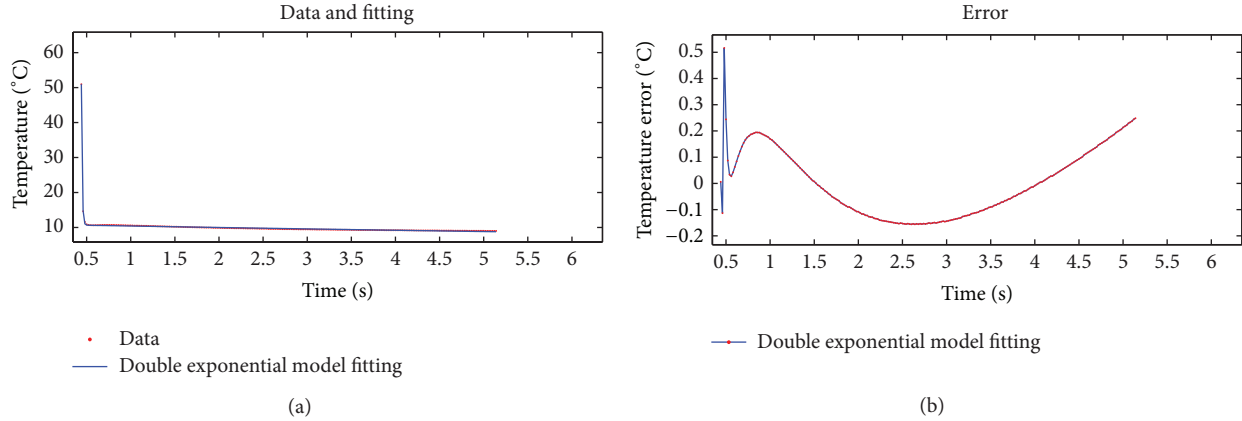 Data and fitting
Temperature (°C)
60
50
40
30
20
10
0.5 1 1.5 2 2.5 3 3.5 4 4.5 5 5.5 6
Time (s)
Data
Double exponential model fitting
(a)
Error
Temperature error (°C)
0.5
0.4
0.3
0.2
0.1
0
−0.1
−0.2
0.5 1 1.5 2 2.5 3 3.5 4 4.5 5 5.5 6
Time (s)
Double exponential model fitting
(b)